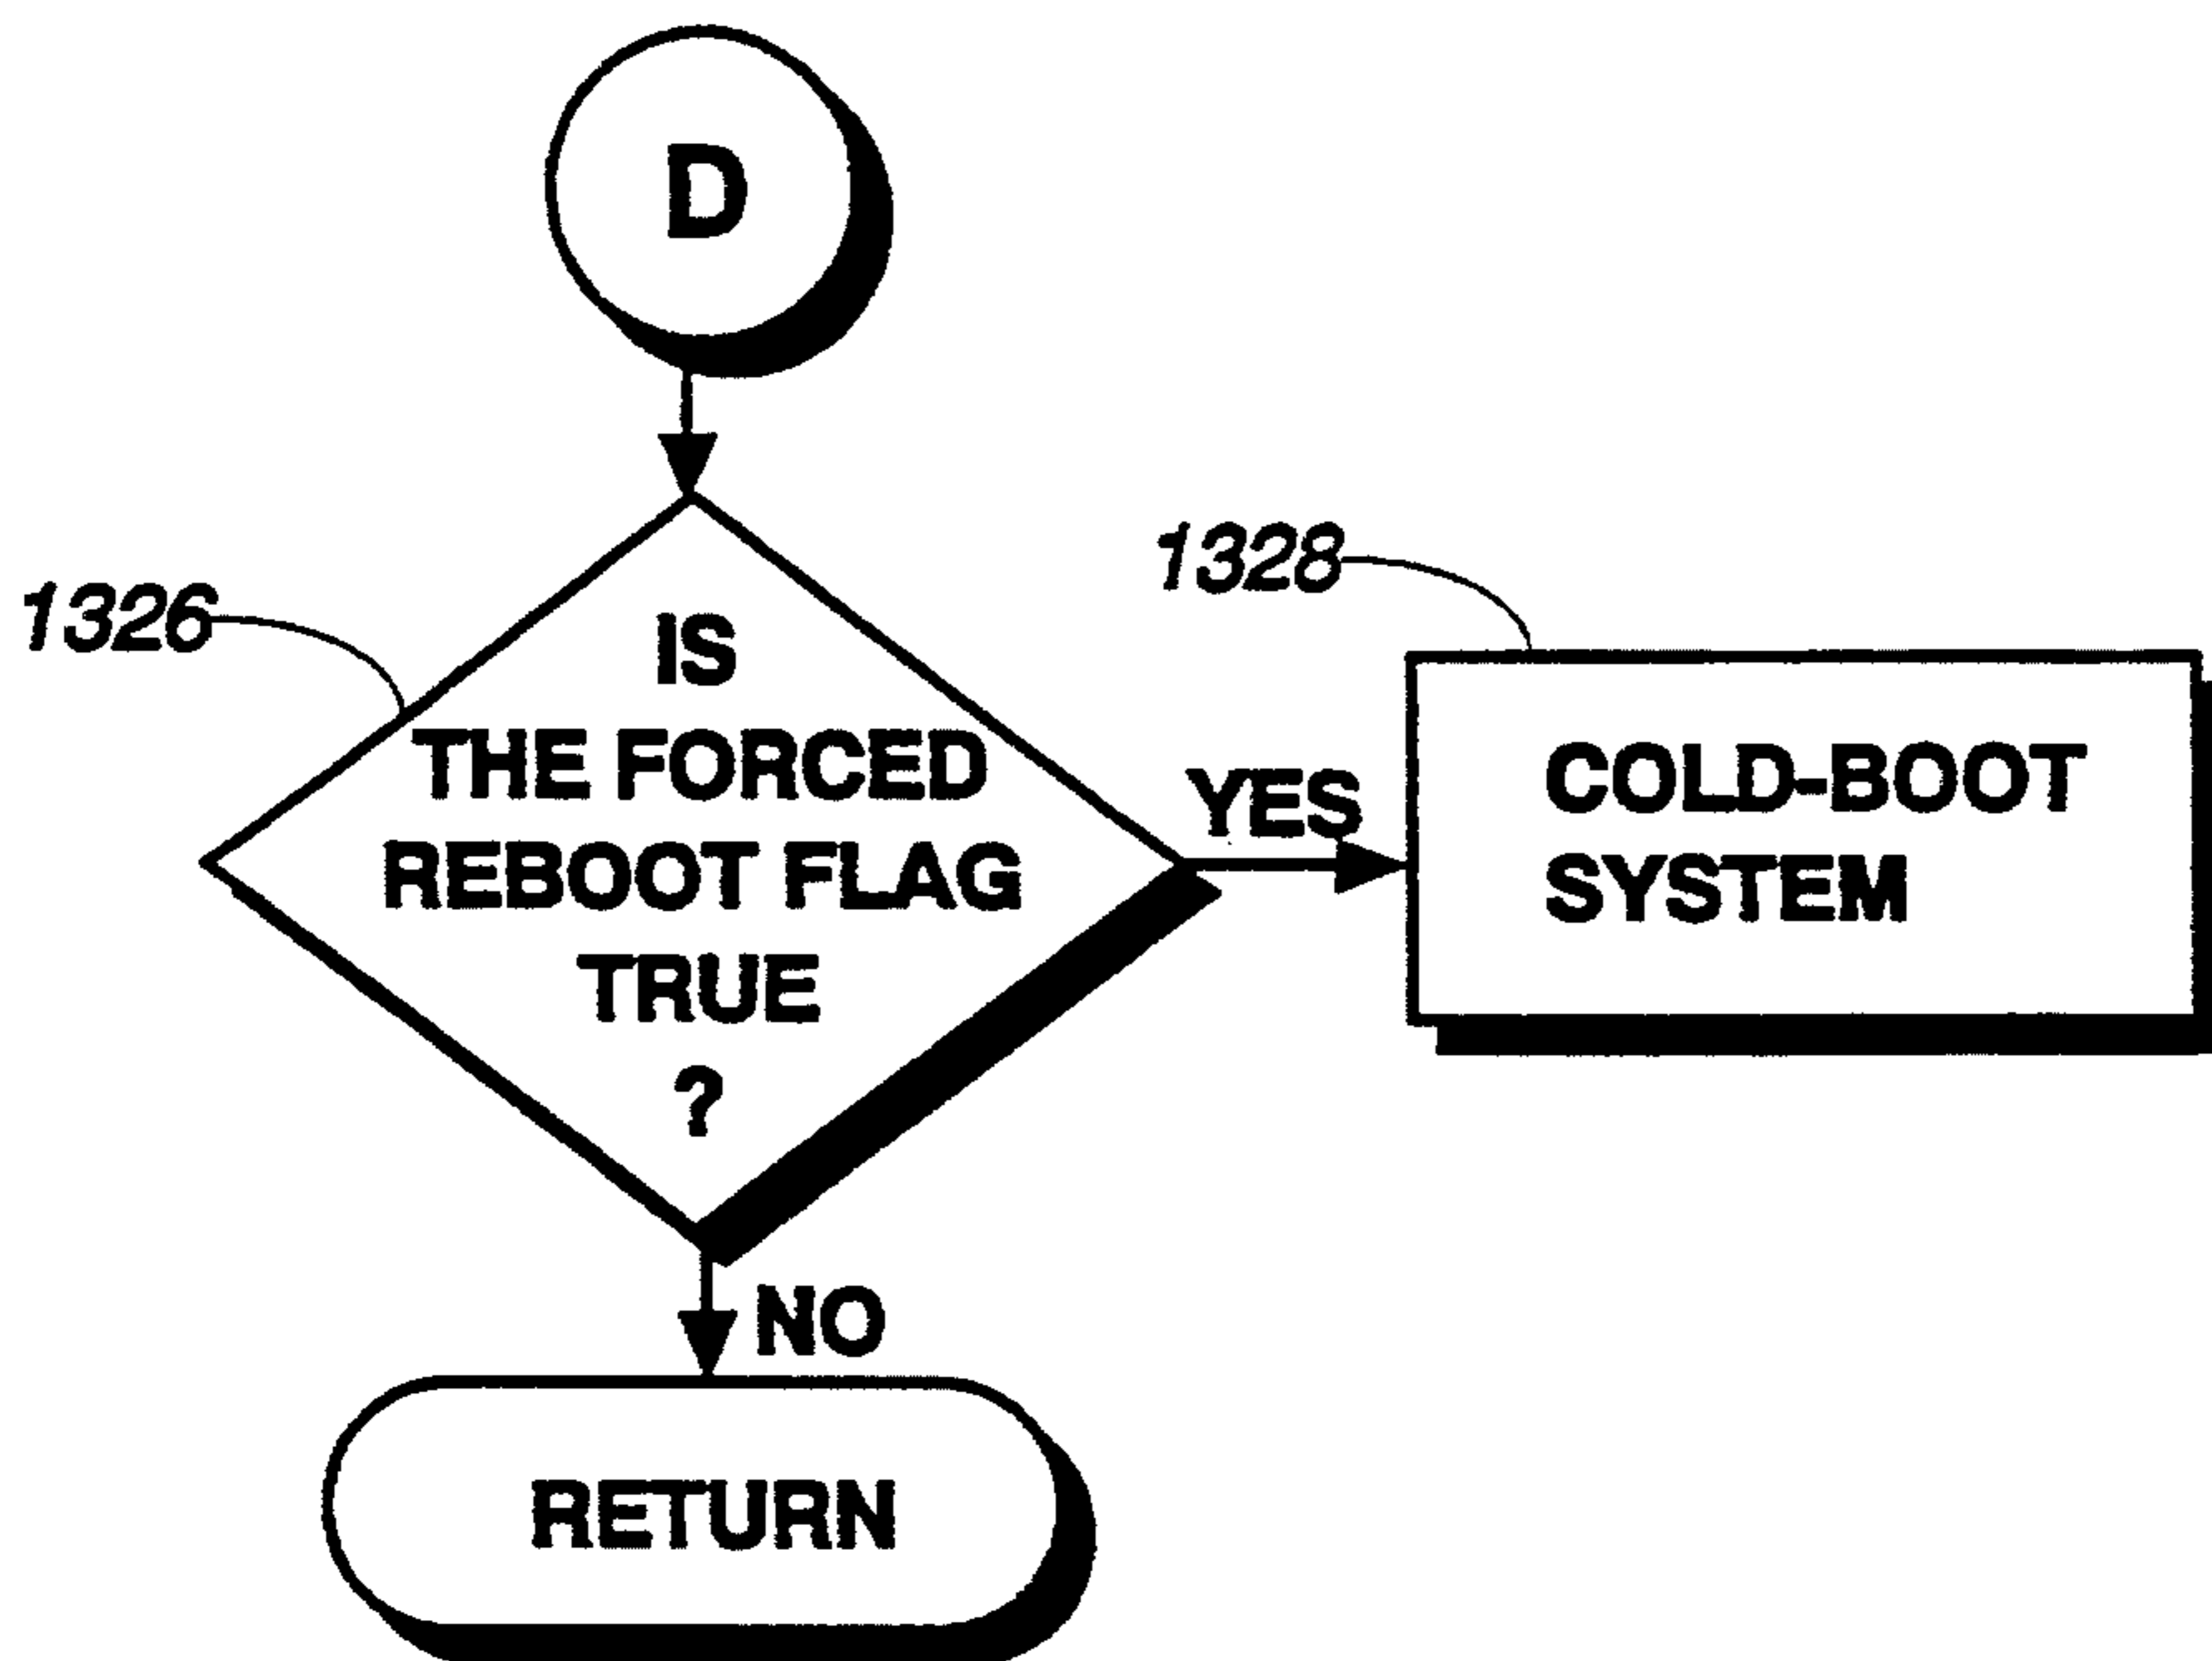 D
1326
IS
THE FORCED
REBOOT FLAG
TRUE
?
YES
1328
COLD-BOOT
SYSTEM
NO
RETURN